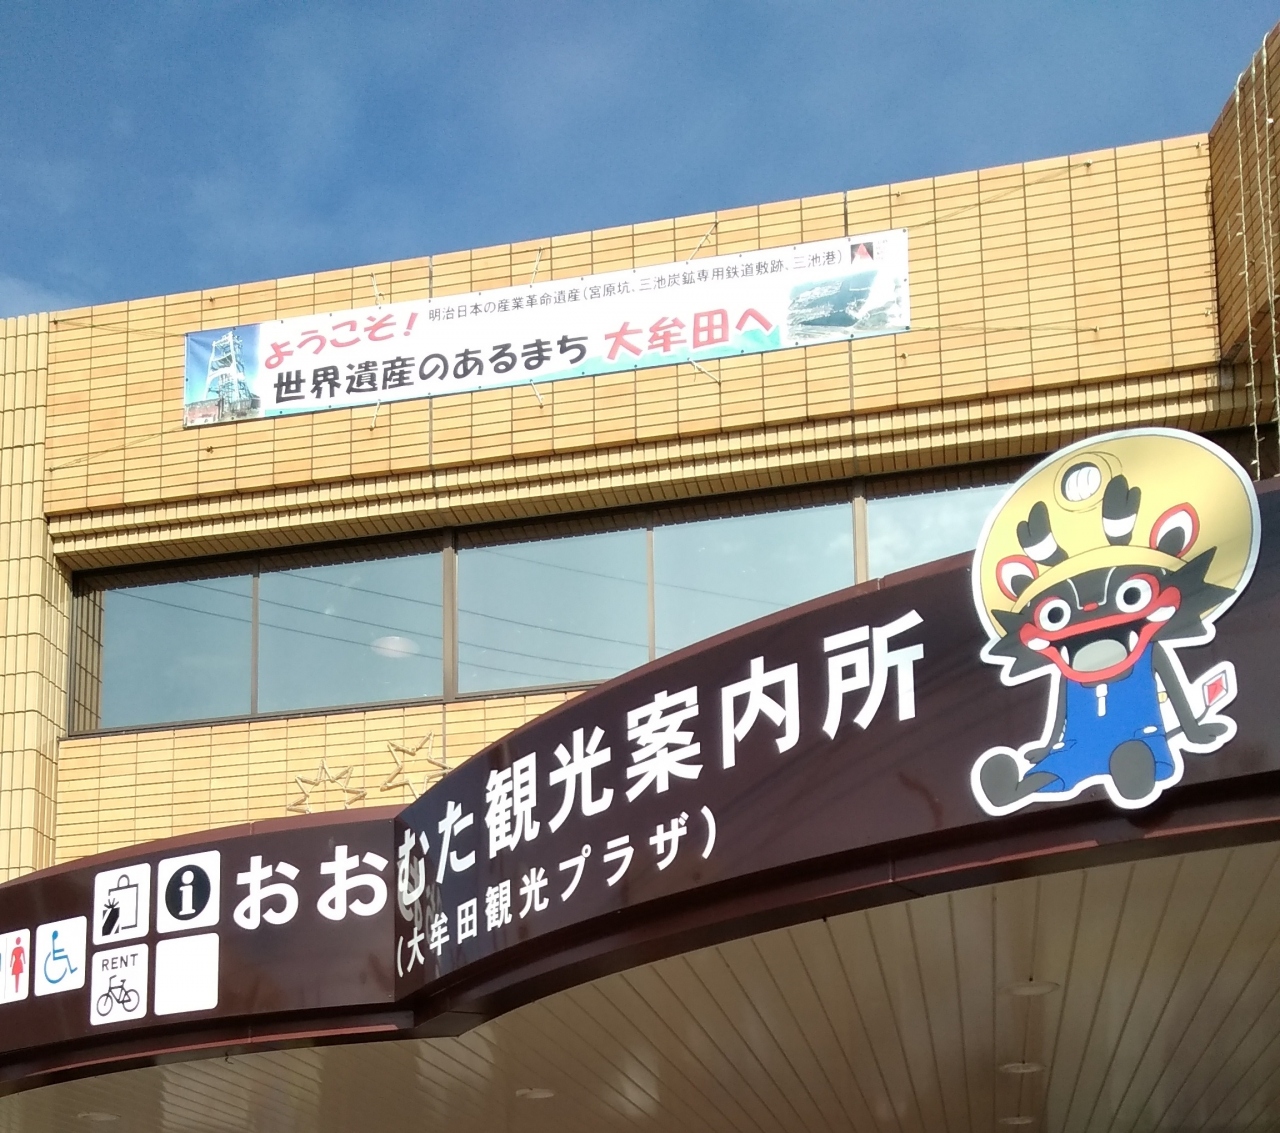 明治日本の産業革命遺産(宮原坑、三池炭鉱専用鉄道敷跡、三池港)
ようこそ!
世界遺産のあるまち 大牟田へ
おおむた観光案内所
(大牟田観光プラザ)
i
RENT